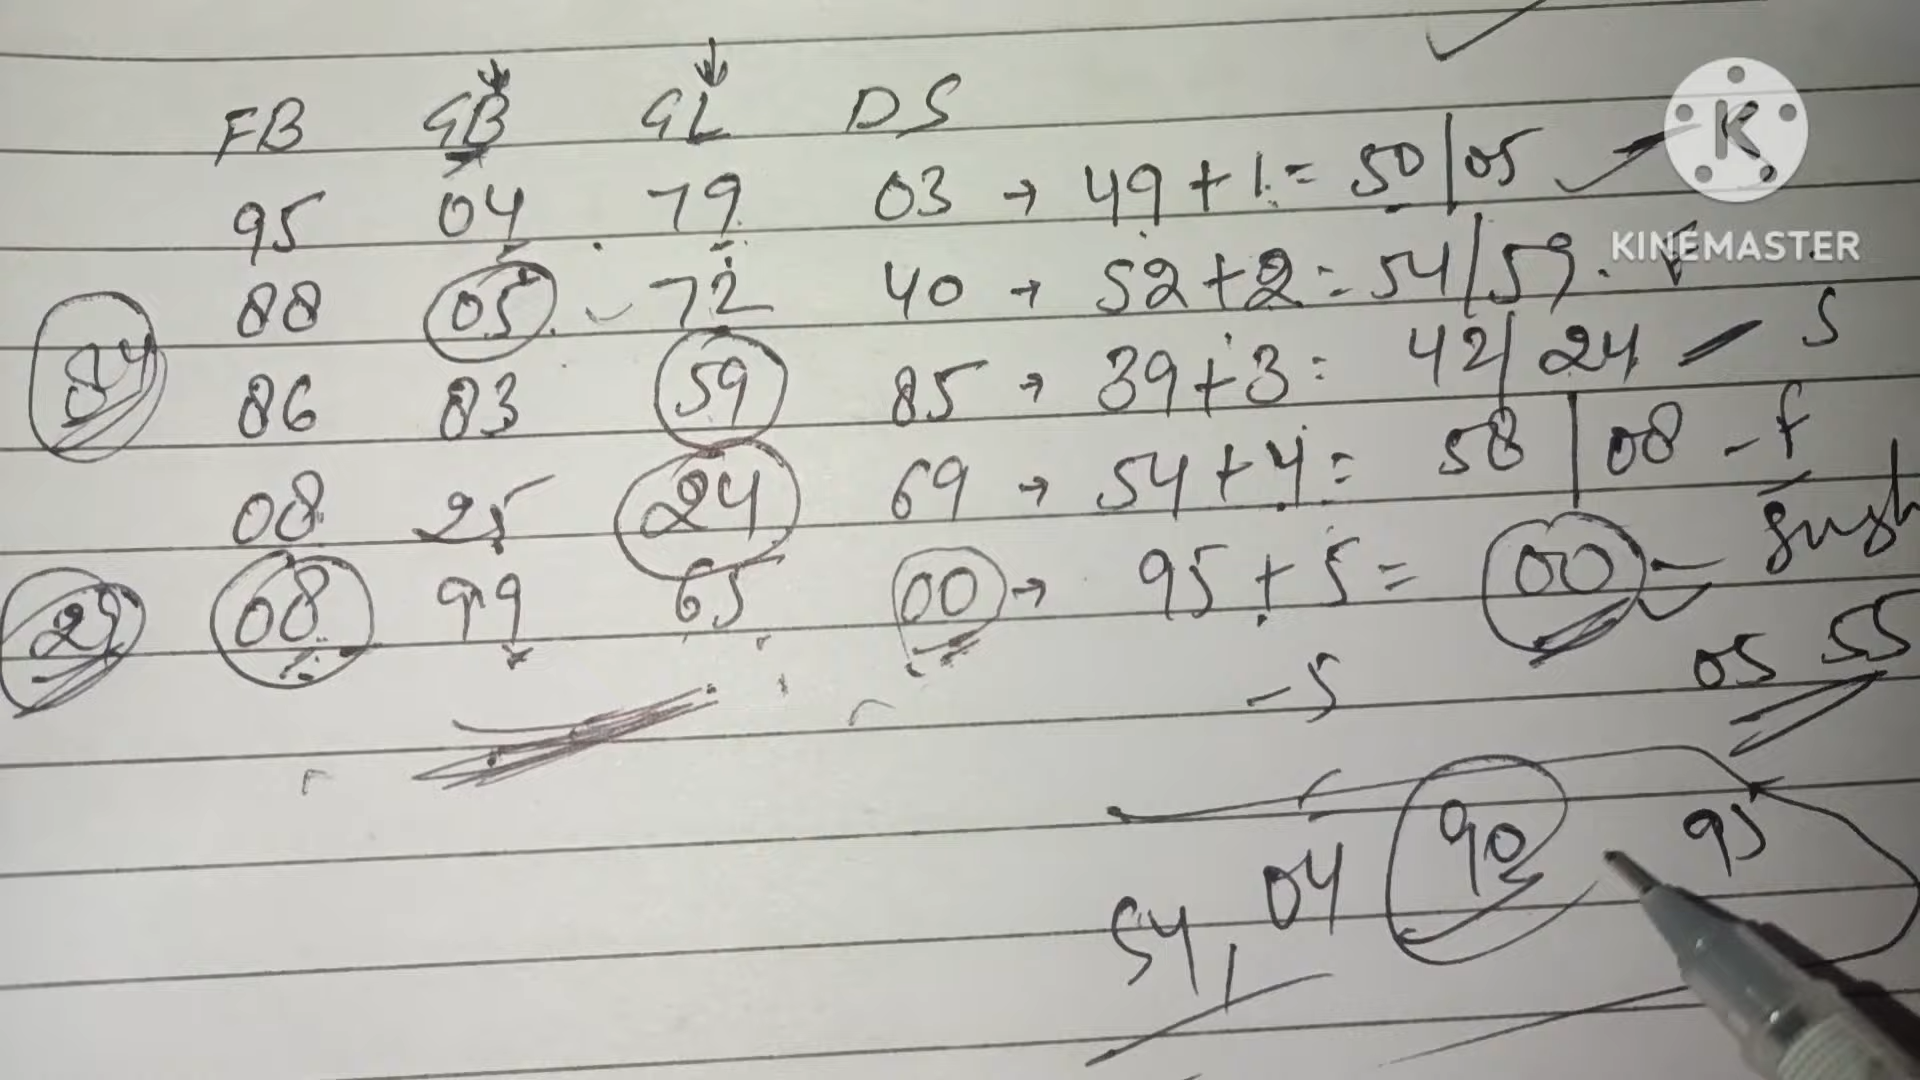 FB GB GL DS
95 04 79 03 → 49 + 1 = 50 | 05
KINEMASTER
88 05 72 40 → 52 + 2 = 54 | 59 F
84
86 83 59 85 → 39 + 3 = 42 | 24 - S
08 25 24 69 → 54 + 4 = 58 | 08 - F
29 08 99 65 00 → 95 + 5 = 00 -
-5 05 55
54, 04 90 95